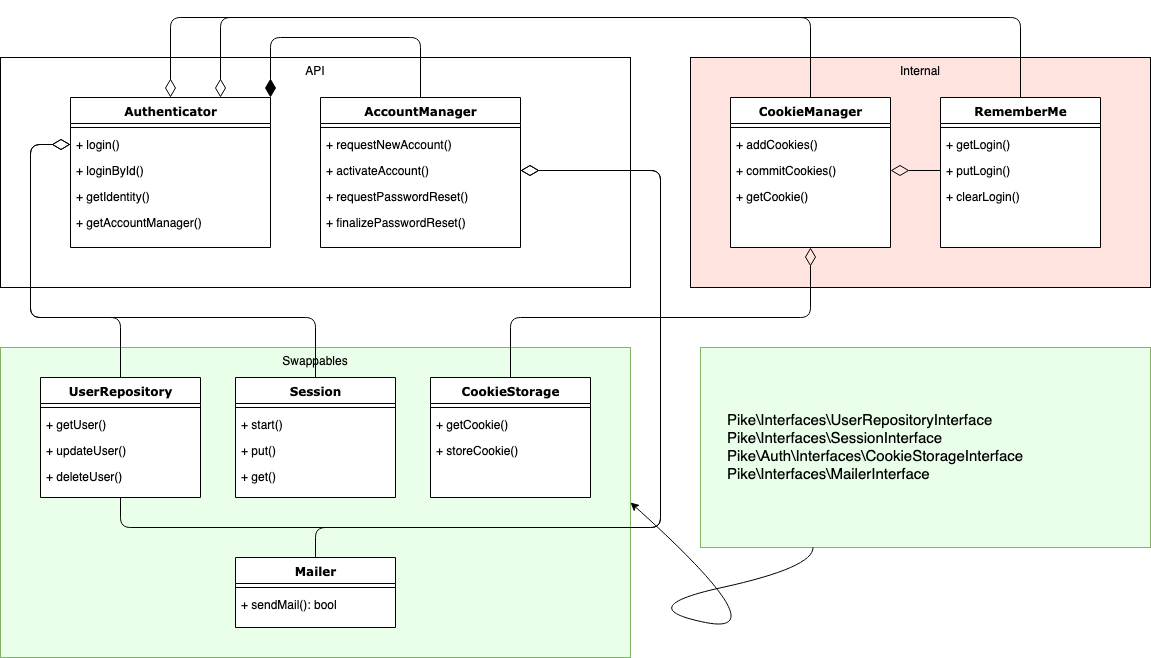 API
Internal
Authenticator
+ login()
+ loginById()
+ getIdentity()
+ getAccountManager()
AccountManager
+ requestNewAccount()
+ activateAccount()
+ requestPasswordReset()
+ finalizePasswordReset()
CookieManager
+ addCookies()
+ commitCookies()
+ getCookie()
RememberMe
+ getLogin()
+ putLogin()
+ clearLogin()
Swappables
UserRepository
+ getUser()
+ updateUser()
+ deleteUser()
Session
+ start()
+ put()
+ get()
CookieStorage
+ getCookie()
+ storeCookie()
Mailer
+ sendMail(): bool
Pike\Interfaces\UserRepositoryInterface
Pike\Interfaces\SessionInterface
Pike\Auth\Interfaces\CookieStorageInterface
Pike\Interfaces\MailerInterface